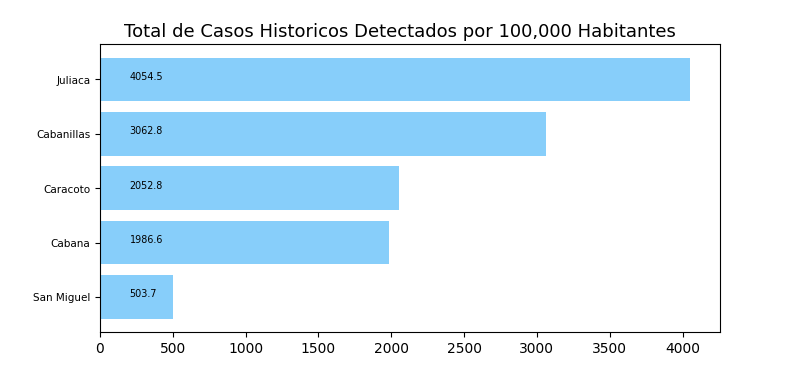 Total de Casos Historicos Detectados por 100,000 Habitantes
Juliaca 4054.5
Cabanillas 3062.8
Caracoto 2052.8
Cabana 1986.6
San Miguel 503.7
0 500 1000 1500 2000 2500 3000 3500 4000